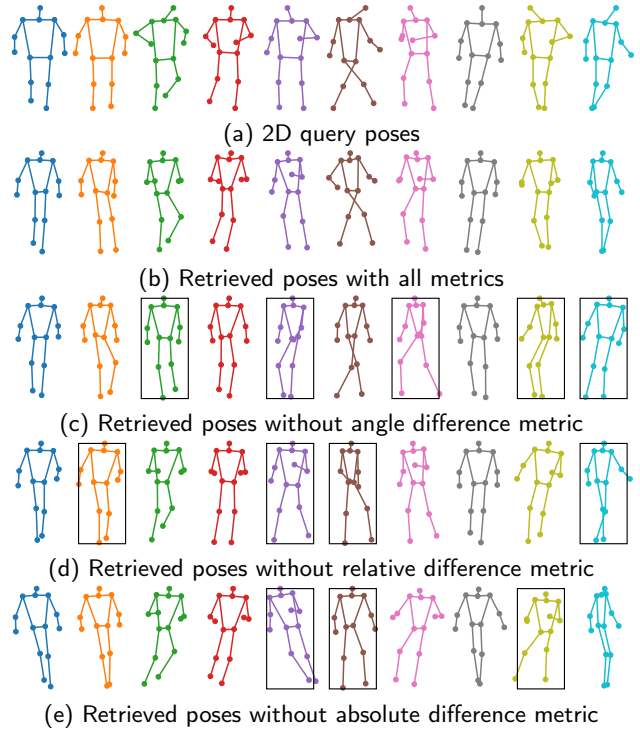 (a) 2D query poses
(b) Retrieved poses with all metrics
(c) Retrieved poses without angle difference metric
(d) Retrieved poses without relative difference metric
(e) Retrieved poses without absolute difference metric